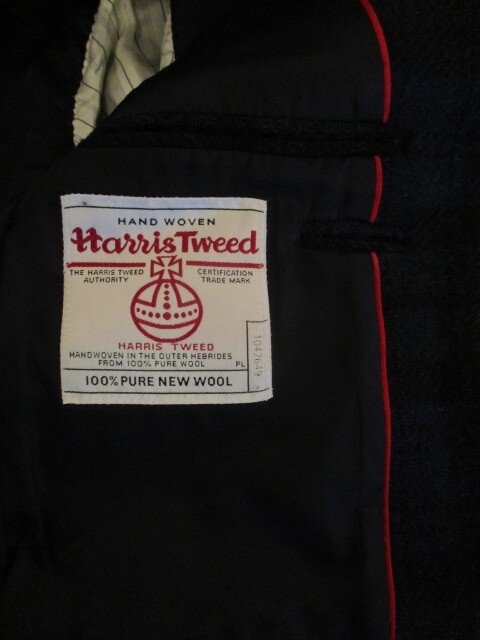 HAND WOVEN
Harris Tweed
THE HARRIS TWEED AUTHORITY
CERTIFICATION TRADE MARK
HARRIS TWEED
HANDWOVEN IN THE OUTER HEBRIDES
FROM 100% PURE WOOL
PL
1042649
100% PURE NEW WOOL